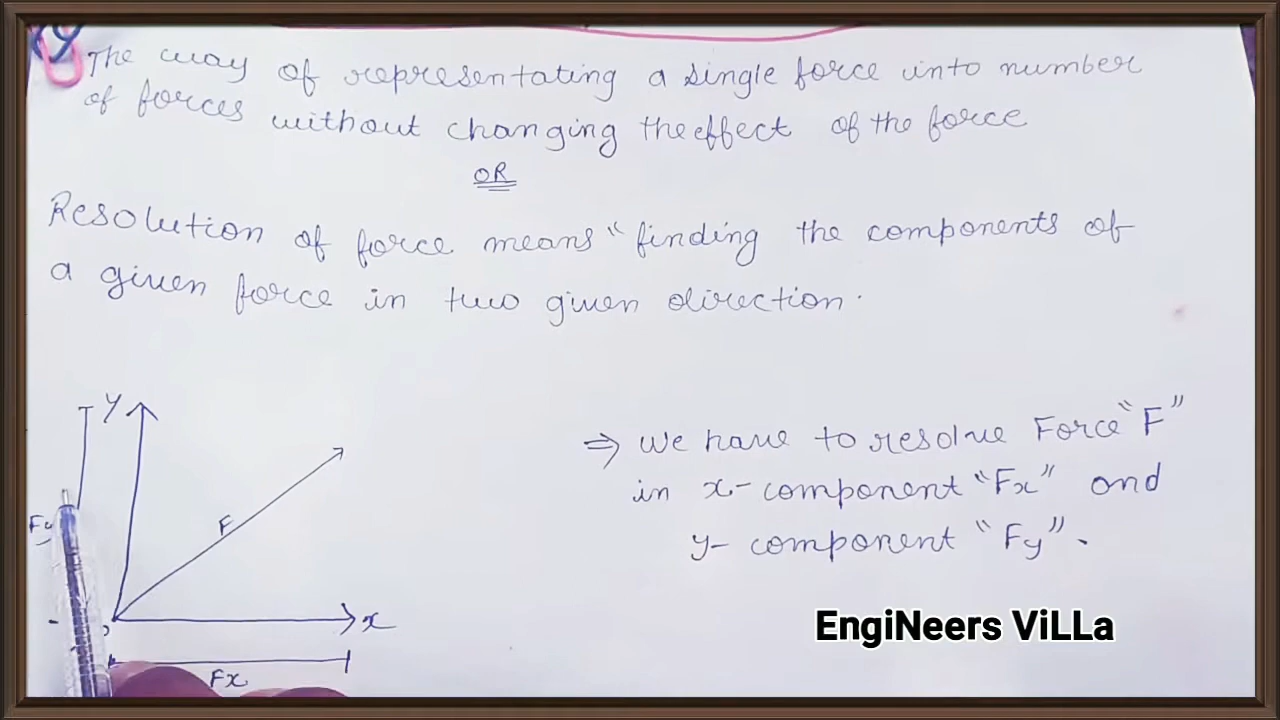 The way of representating a single force into number
of forces without changing the effect of the force
OR
Resolution of force means “finding the components of
a given force in two given direction.
y
F
x
Fx
⇒ We have to resolve Force “F”
in x-component “Fx” and
y-component “Fy”.
EngiNeers ViLLa